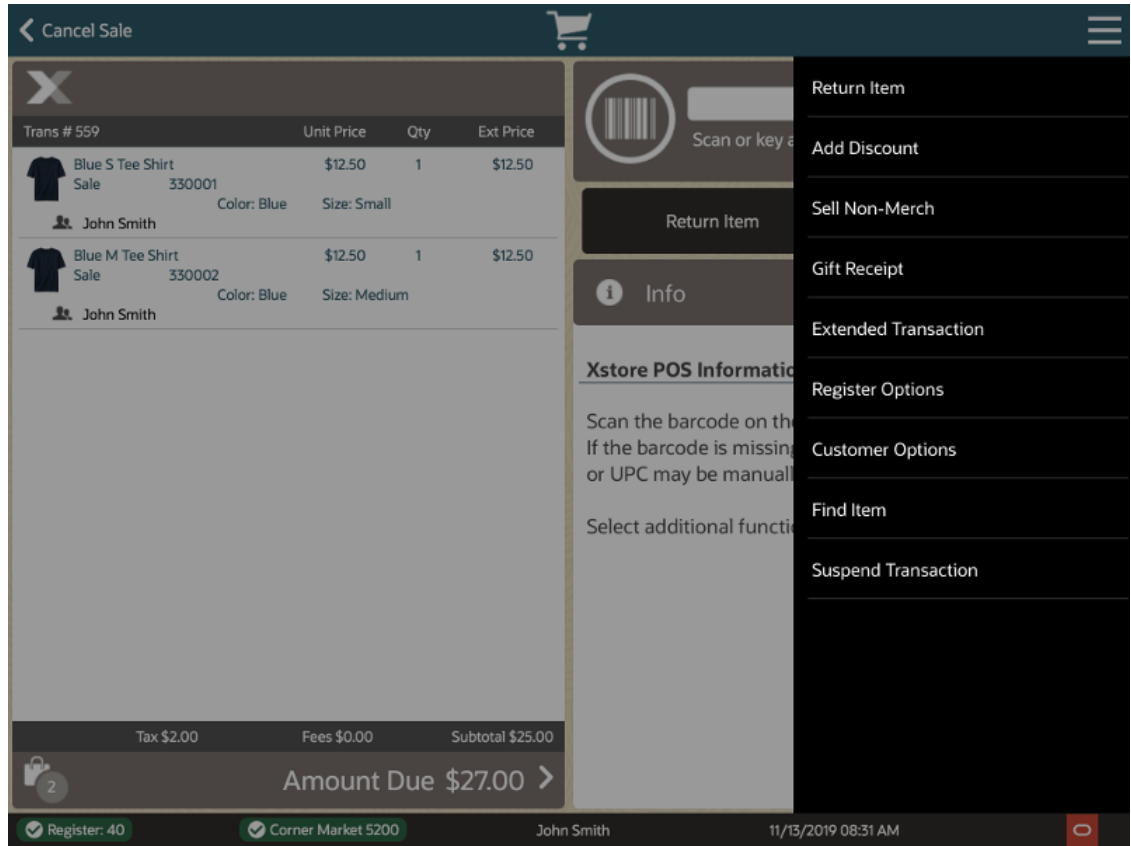 Cancel Sale
Trans # 559 Unit Price Qty Ext Price
Blue S Tee Shirt $12.50 1 $12.50
Sale 330001
Color: Blue Size: Small
John Smith
Blue M Tee Shirt $12.50 1 $12.50
Sale 330002
Color: Blue Size: Medium
John Smith
Tax $2.00 Fees $0.00 Subtotal $25.00
2
Amount Due $27.00
Scan or key a
Return Item
Info
Xstore POS Informatio
Scan the barcode on the
If the barcode is missing
or UPC may be manuall
Select additional functi
Return Item
Add Discount
Sell Non-Merch
Gift Receipt
Extended Transaction
Register Options
Customer Options
Find Item
Suspend Transaction
Register: 40 Corner Market 5200 John Smith 11/13/2019 08:31 AM